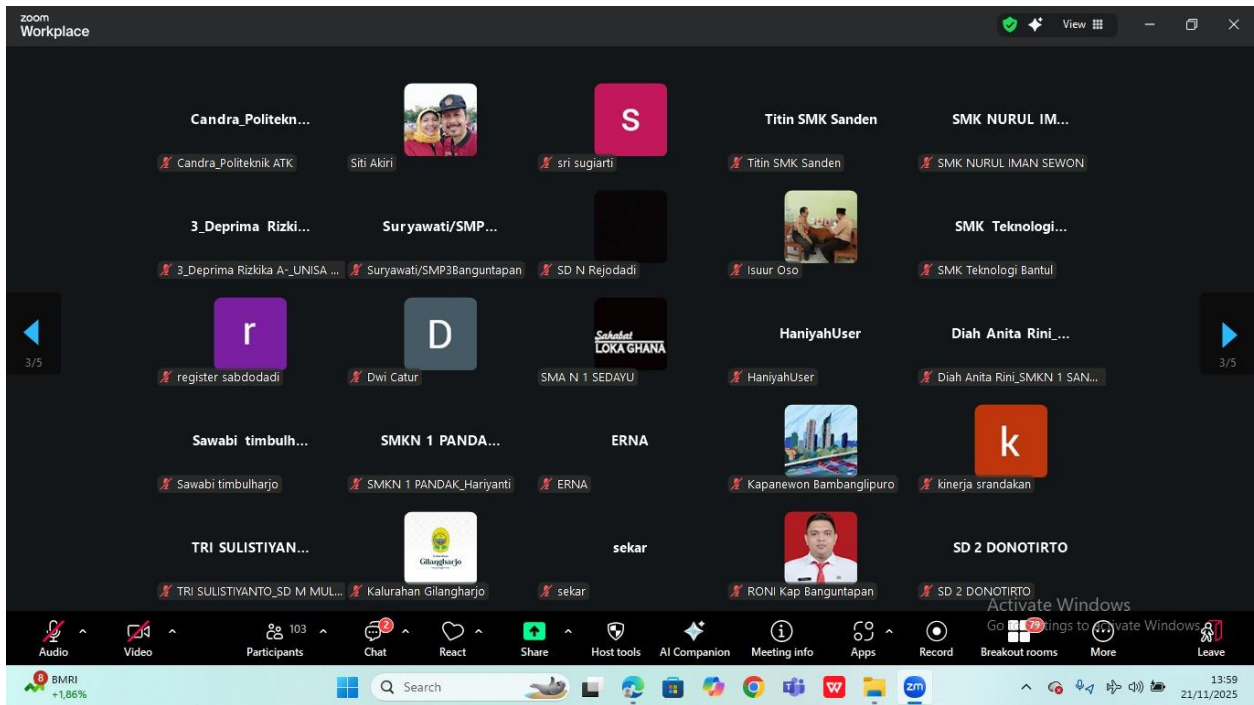 zoom
Workplace
View
Candra_Politekn...
Candra_Politeknik ATK
Siti Akiri
S
sri sugiarti
Titin SMK Sanden
Titin SMK Sanden
SMK NURUL IM...
SMK NURUL IMAN SEWON
3_Deprima Rizki...
3_Deprima Rizkika A-_UNISA ...
Suryawati/SMP...
Suryawati/SMP3Banguntapan
SD N Rejodadi
Isuur Oso
SMK Teknologi...
SMK Teknologi Bantul
3/5
r
register sabdodadi
D
Dwi Catur
Sahabat
LOKA GHANA
SMA N 1 SEDAYU
HaniyahUser
HaniyahUser
Diah Anita Rini_...
Diah Anita Rini_SMKN 1 SAN...
3/5
Sawabi timbulh...
Sawabi timbulharjo
SMKN 1 PANDA...
SMKN 1 PANDAK_Hariyanti
ERNA
ERNA
Kapanewon Bambanglipuro
k
kinerja srandakan
TRI SULISTIYAN...
TRI SULISTIYANTO_SD M MUL...
Gilangharjo
Kalurahan Gilangharjo
sekar
sekar
RONI Kap Banguntapan
SD 2 DONOTIRTO
SD 2 DONOTIRTO
Activate Windows
Go to Settings to activate Windows.
Audio
Video
103
Participants
2
Chat
React
Share
Host tools
AI Companion
Meeting info
Apps
Record
79
Breakout rooms
More
Leave
8
BMRI
+1,86%
Search
W
zm
13:59
21/11/2025